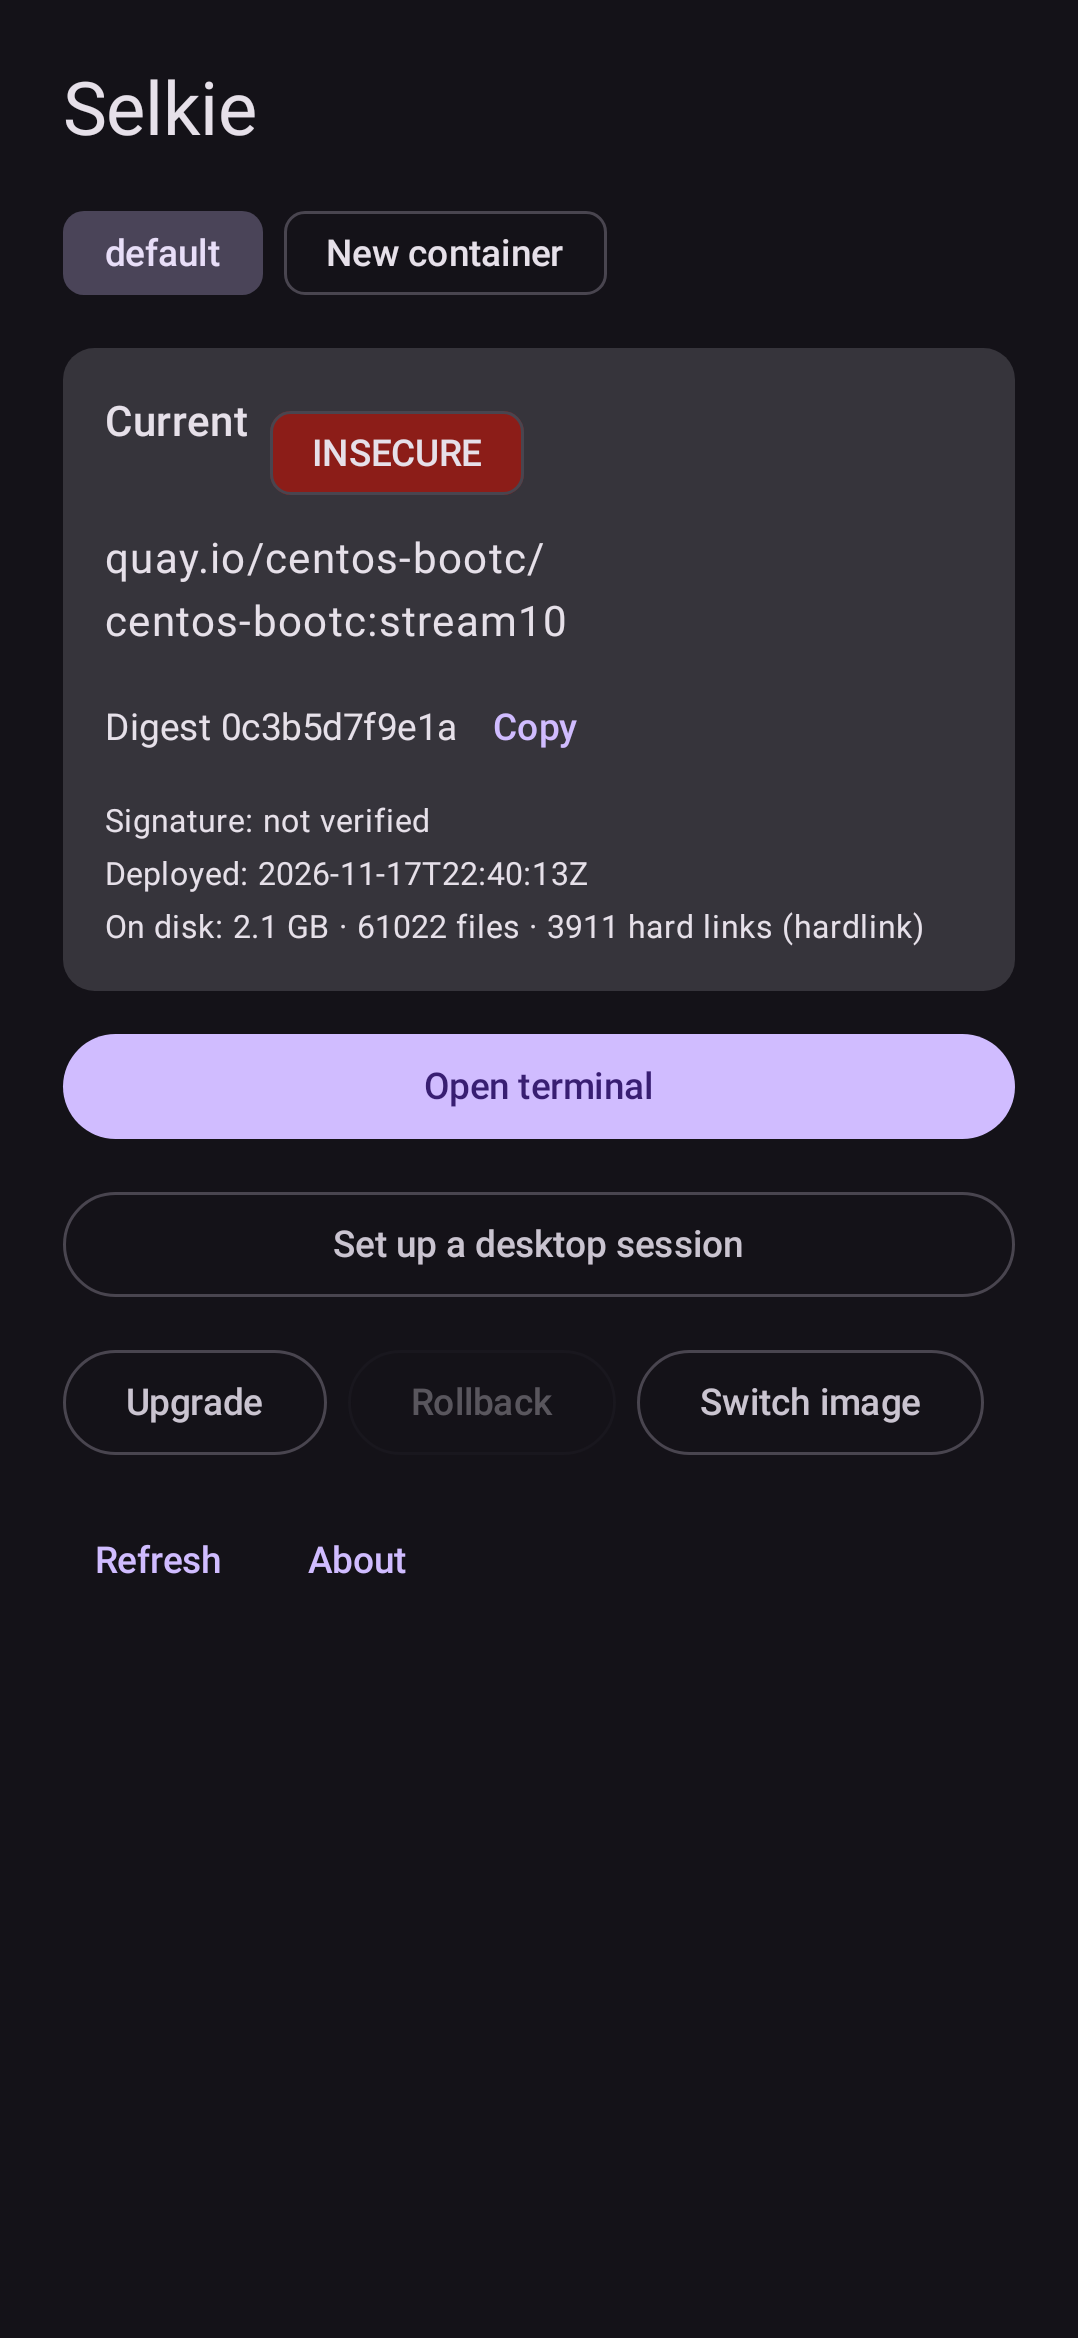 Selkie
default
New container
Current
INSECURE
quay.io/centos-bootc/
centos-bootc:stream10
Digest 0c3b5d7f9e1a
Copy
Signature: not verified
Deployed: 2026-11-17T22:40:13Z
On disk: 2.1 GB · 61022 files · 3911 hard links (hardlink)
Open terminal
Set up a desktop session
Upgrade
Rollback
Switch image
Refresh
About